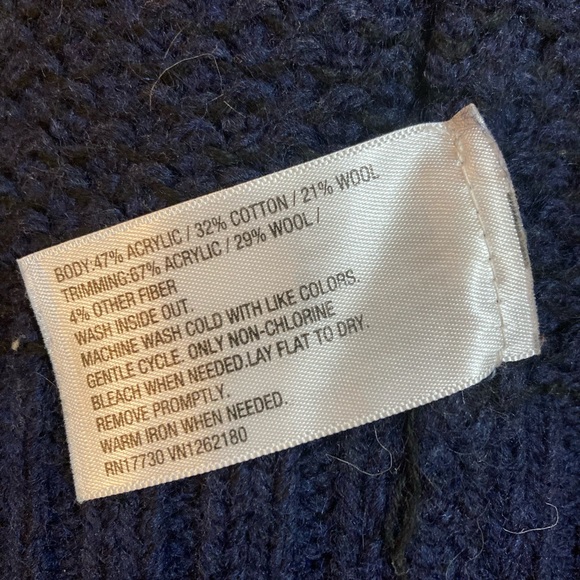 BODY:47% ACRYLIC / 32% COTTON / 21% WOOL
TRIMMING:67% ACRYLIC / 29% WOOL /
4% OTHER FIBER
WASH INSIDE OUT.
MACHINE WASH COLD WITH LIKE COLORS.
GENTLE CYCLE. ONLY NON-CHLORINE
BLEACH WHEN NEEDED.LAY FLAT TO DRY.
REMOVE PROMPTLY.
WARM IRON WHEN NEEDED.
RN17730 VN1262180